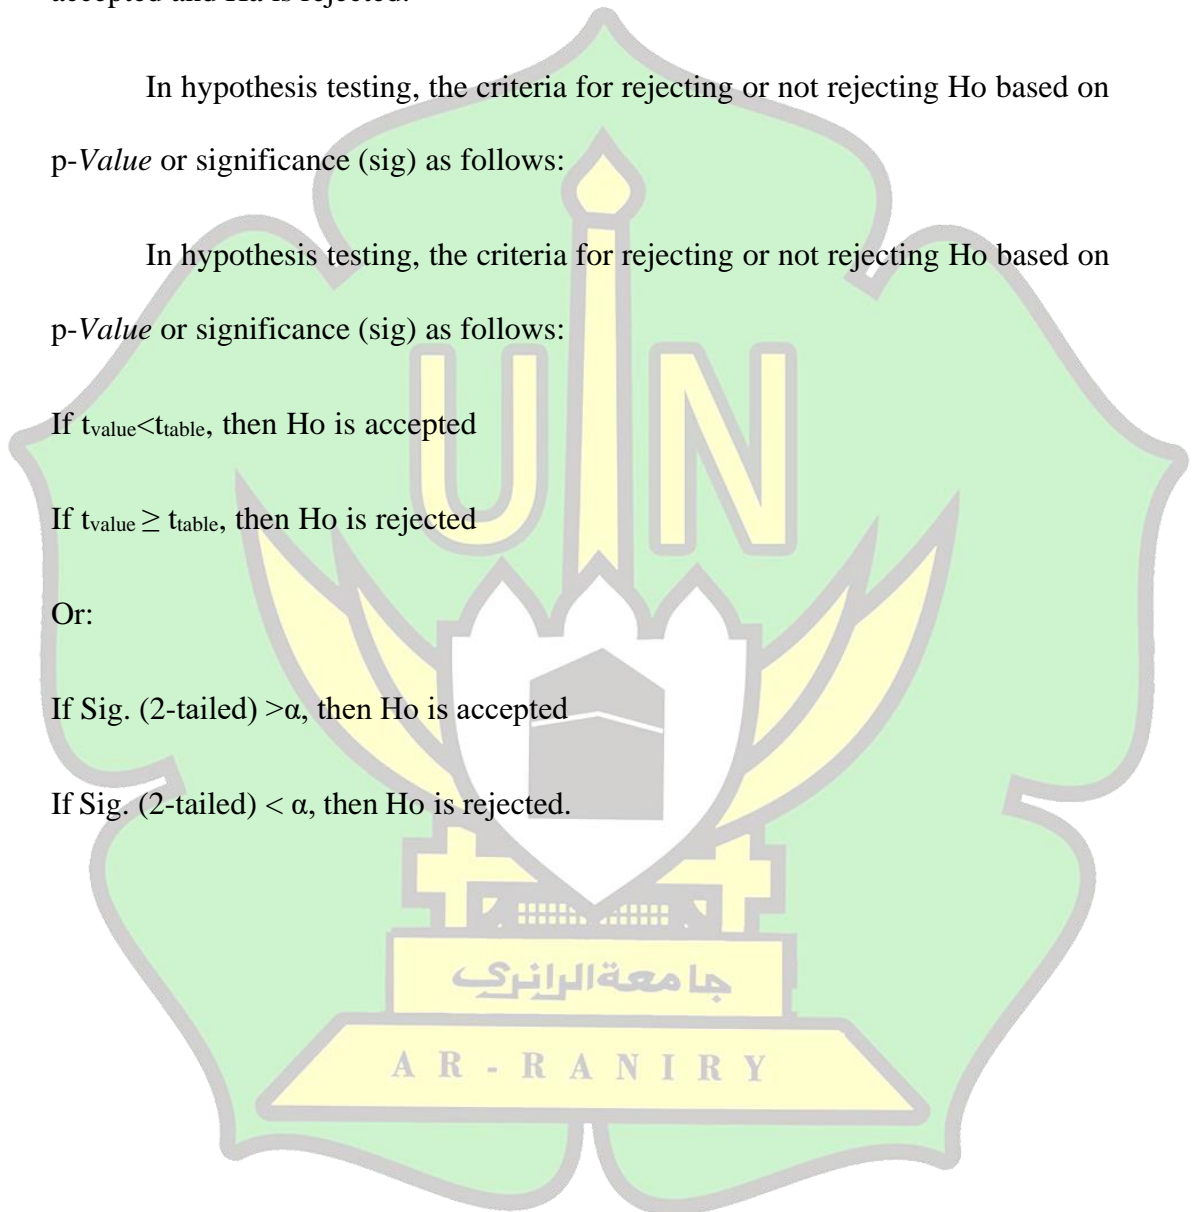 accepted and Ha is rejected.
In hypothesis testing, the criteria for rejecting or not rejecting Ho based on
p-Value or significance (sig) as follows:
In hypothesis testing, the criteria for rejecting or not rejecting Ho based on
p-Value or significance (sig) as follows:
If tvalue<ttable, then Ho is accepted
If tvalue ≥ ttable, then Ho is rejected
Or:
If Sig. (2-tailed) >α, then Ho is accepted
If Sig. (2-tailed) < α, then Ho is rejected.
UIN
جامعة الرانري
AR-RANIRY